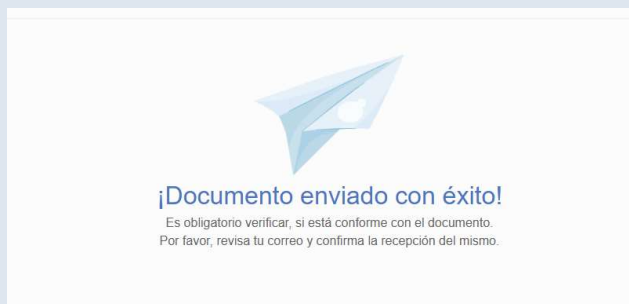 ¡Documento enviado con éxito!
Es obligatorio verificar, si está conforme con el documento.
Por favor, revisa tu correo y confirma la recepción del mismo.